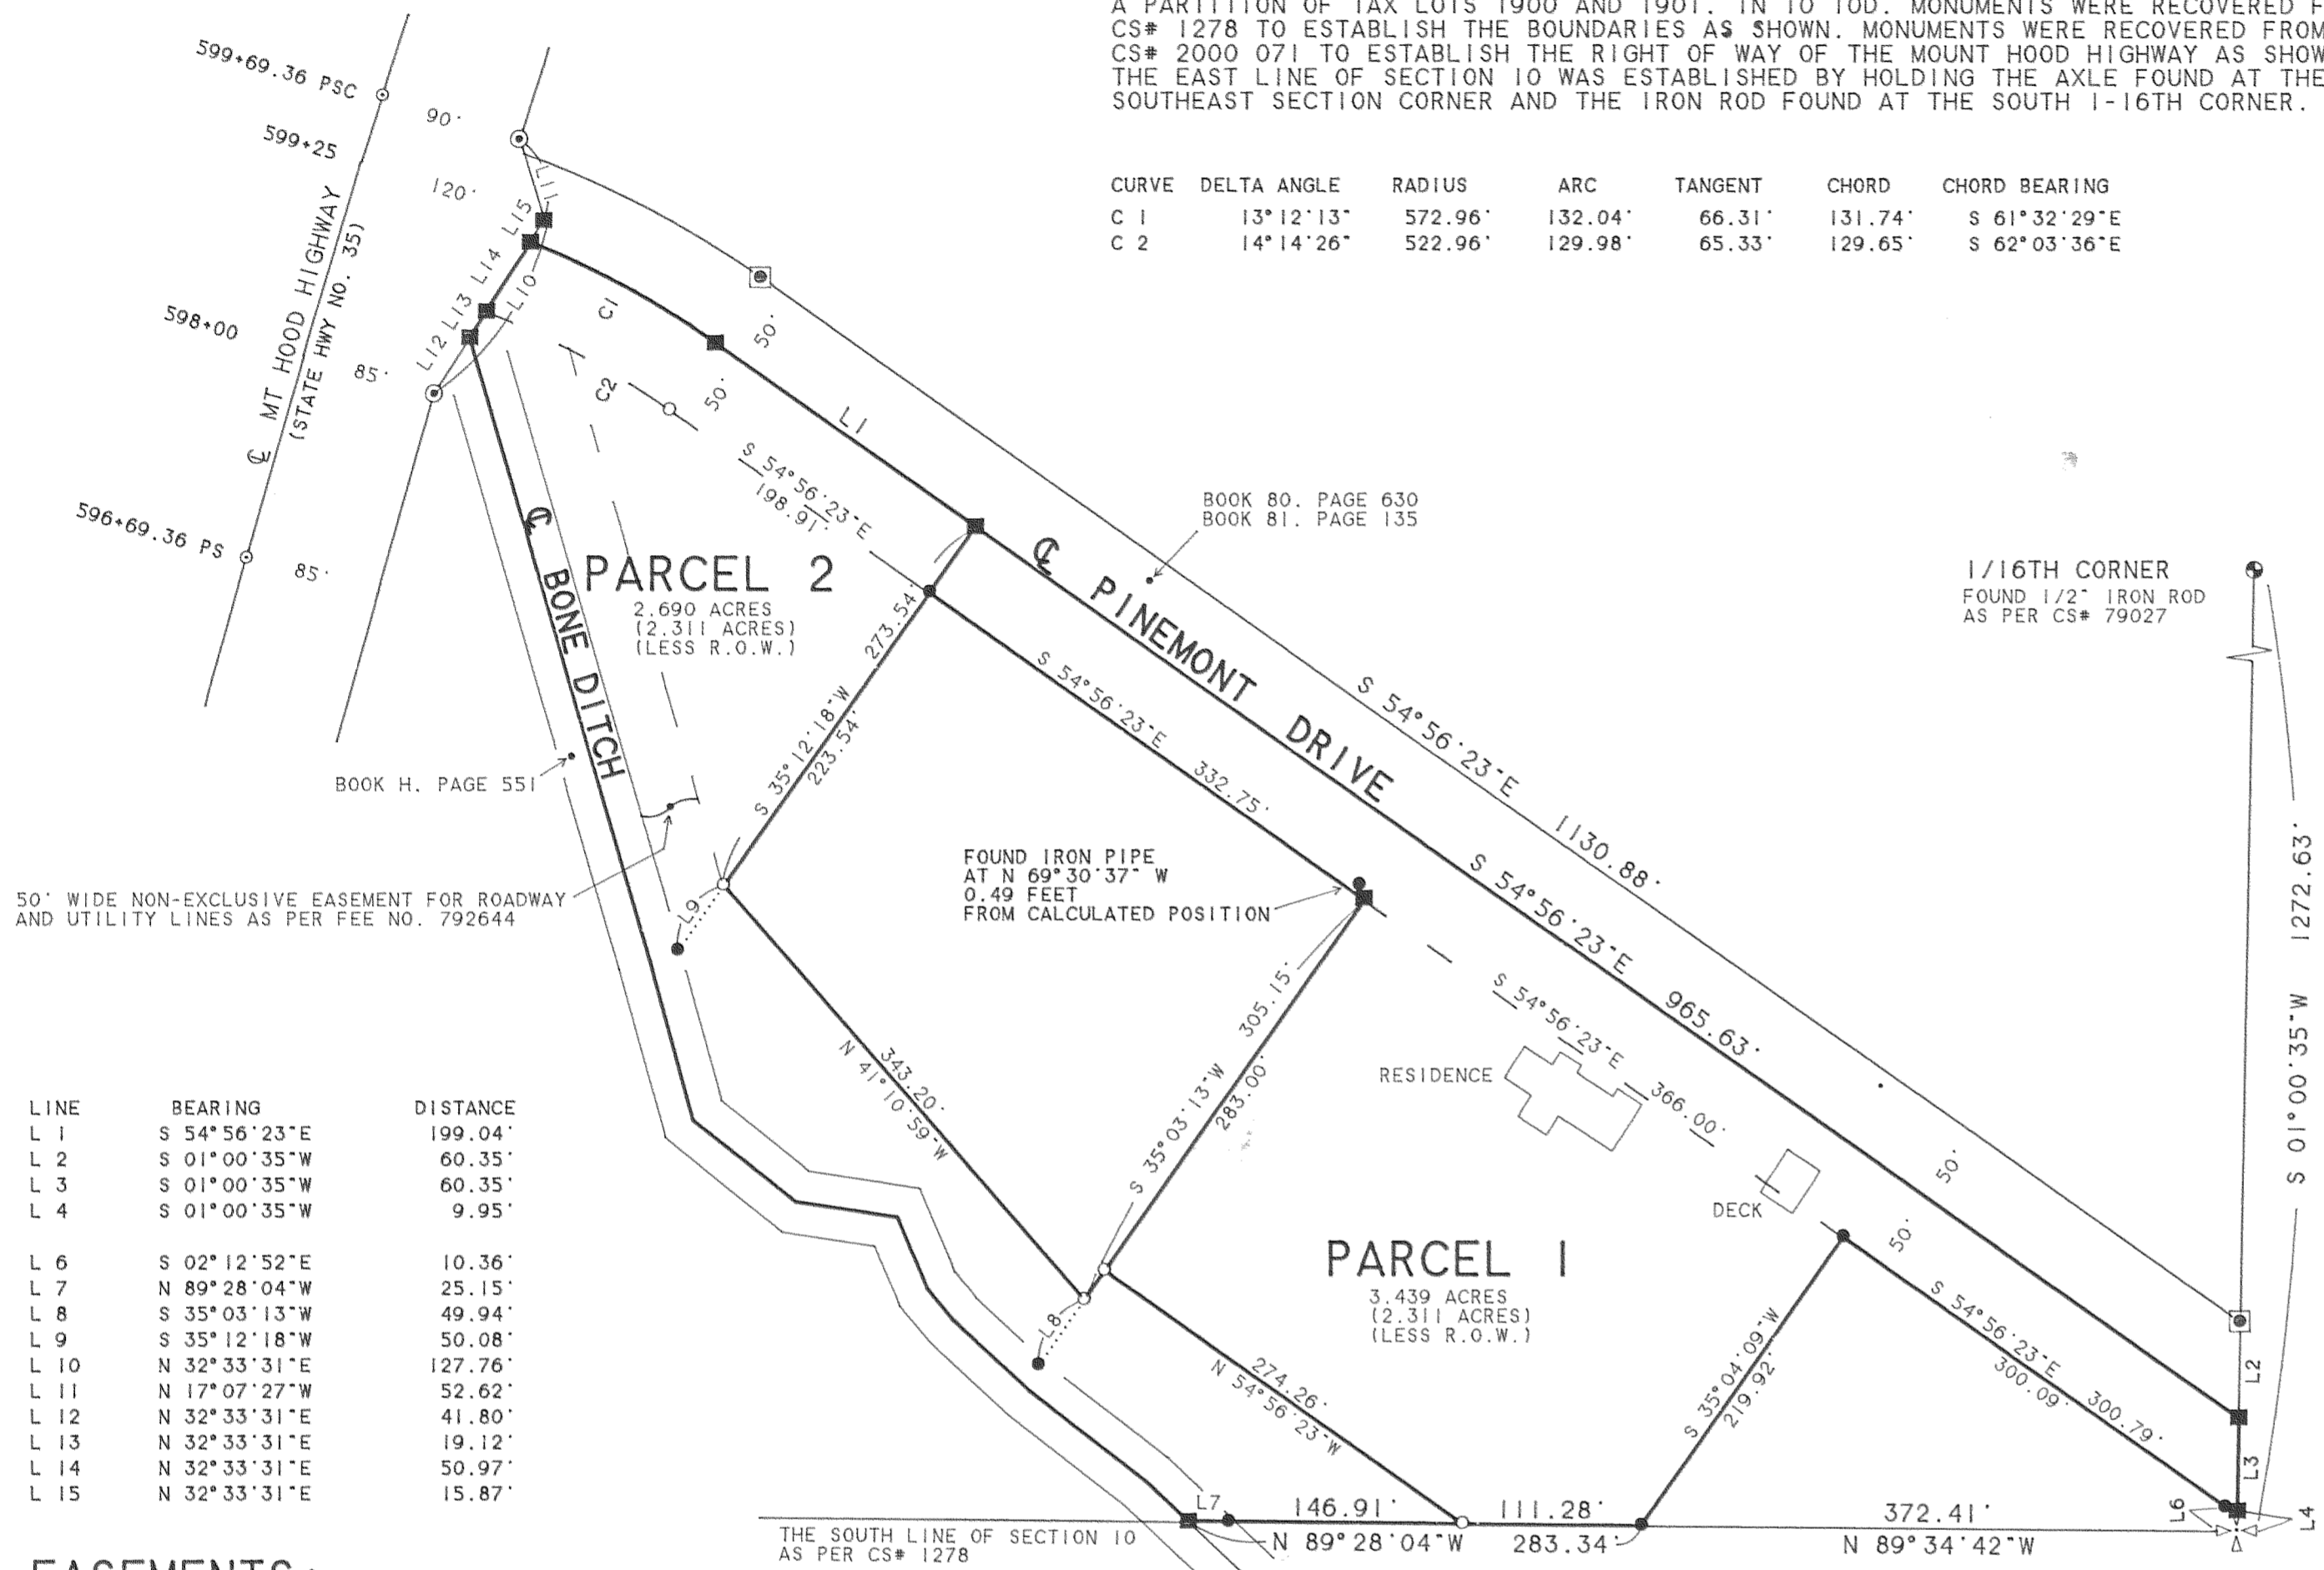 A PARTITION OF TAX LOTS 1900 AND 1901. IN 10 10D. MONUMENTS WERE RECOVERED F
CS# 1278 TO ESTABLISH THE BOUNDARIES AS SHOWN. MONUMENTS WERE RECOVERED FROM
CS# 2000 071 TO ESTABLISH THE RIGHT OF WAY OF THE MOUNT HOOD HIGHWAY AS SHOW
THE EAST LINE OF SECTION 10 WAS ESTABLISHED BY HOLDING THE AXLE FOUND AT THE
SOUTHEAST SECTION CORNER AND THE IRON ROD FOUND AT THE SOUTH 1-16TH CORNER.
CURVE DELTA ANGLE RADIUS ARC TANGENT CHORD CHORD BEARING
C 1 13°12'13" 572.96' 132.04' 66.31' 131.74' S 61°32'29"E
C 2 14°14'26" 522.96' 129.98' 65.33' 129.65' S 62°03'36"E
599+69.36 PSC
599+25
90'
120'
L11
L15
L14
L10
L13
L12
598+00
85'
MT HOOD HIGHWAY
(STATE HWY NO. 35)
596+69.36 PS
85'
C1
C2
50'
50'
L1
S 54°56'23"E
198.91'
BOOK 80. PAGE 630
BOOK 81. PAGE 135
1/16TH CORNER
FOUND 1/2" IRON ROD
AS PER CS# 79027
PARCEL 2
2.690 ACRES
(2.311 ACRES)
(LESS R.O.W.)
℄ BONE DITCH
℄ PINEMONT DRIVE
273.54'
S 35°12'18"W
223.54'
S 54°56'23"E
332.75'
S 54°56'23"E
1130.88'
S 54°56'23"E
965.63'
S 01°00'35"W 1272.63'
BOOK H. PAGE 551
FOUND IRON PIPE
AT N 69°30'37" W
0.49 FEET
FROM CALCULATED POSITION
50' WIDE NON-EXCLUSIVE EASEMENT FOR ROADWAY
AND UTILITY LINES AS PER FEE NO. 792644
L9
305.15'
S 35°03'13"W
283.00'
S 54°56'23"E
366.00'
RESIDENCE
DECK
343.20'
N 41°10'59"W
50'
50'
LINE BEARING DISTANCE
L 1 S 54°56'23"E 199.04'
L 2 S 01°00'35"W 60.35'
L 3 S 01°00'35"W 60.35'
L 4 S 01°00'35"W 9.95'
L 6 S 02°12'52"E 10.36'
L 7 N 89°28'04"W 25.15'
L 8 S 35°03'13"W 49.94'
L 9 S 35°12'18"W 50.08'
L 10 N 32°33'31"E 127.76'
L 11 N 17°07'27"W 52.62'
L 12 N 32°33'31"E 41.80'
L 13 N 32°33'31"E 19.12'
L 14 N 32°33'31"E 50.97'
L 15 N 32°33'31"E 15.87'
PARCEL 1
3.439 ACRES
(2.311 ACRES)
(LESS R.O.W.)
L8
274.26'
N 54°56'23"W
S 35°04'09"W
219.92'
S 54°56'23"E 300.79'
300.09'
L2
L3
L6
L4
L7
146.91'
111.28'
372.41'
THE SOUTH LINE OF SECTION 10
AS PER CS# 1278
N 89°28'04"W
283.34'
N 89°34'42"W
EASEMENTS: